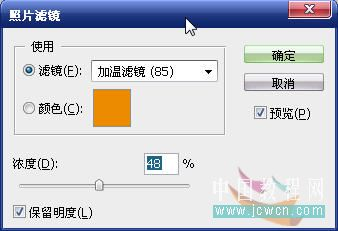 照片滤镜
使用
滤镜(F): 加温滤镜 (85)
颜色(C):
确定
取消
预览(P)
浓度(D): 48 %
保留明度(L)
中国教程网
www.jcwcn.com